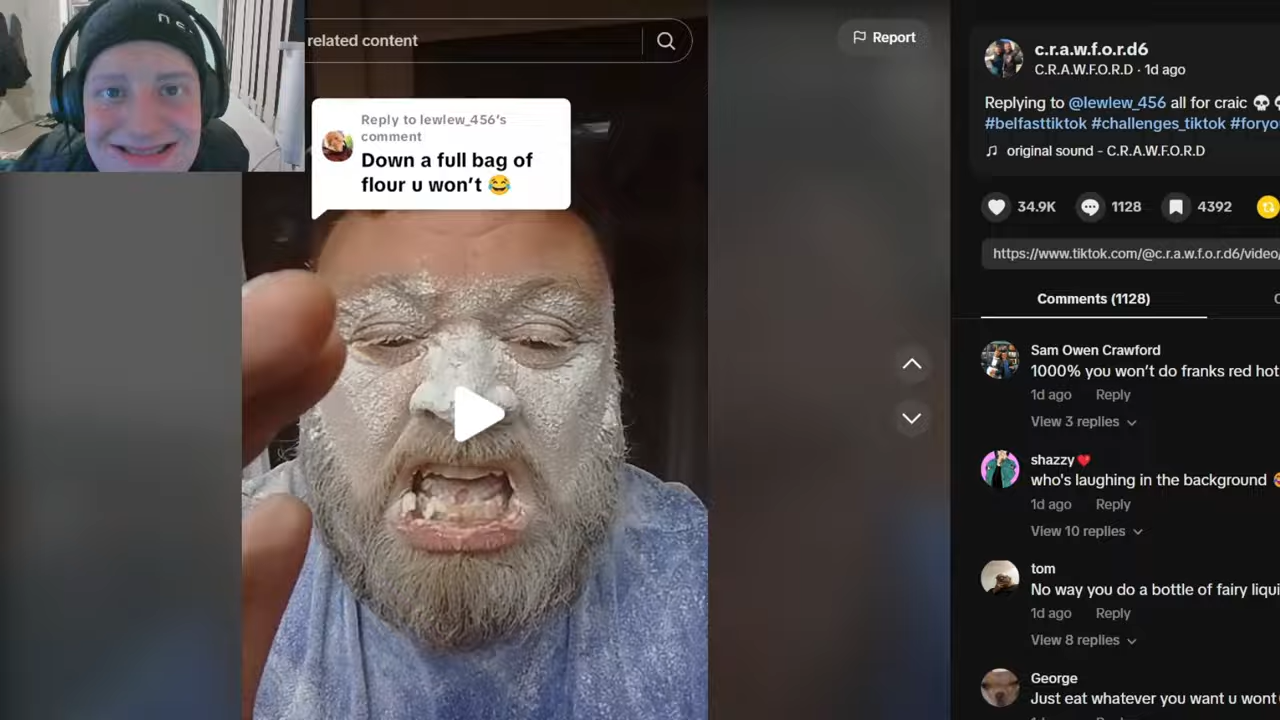 related content
Report
Reply to lewlew_456's
comment
Down a full bag of
flour u won't 😂
c.r.a.w.f.o.r.d6
C.R.A.W.F.O.R.D · 1d ago
Replying to @lewlew_456 all for craic 💀
#belfasttiktok #challenges_tiktok #foryo
original sound - C.R.A.W.F.O.R.D
34.9K
1128
4392
https://www.tiktok.com/@c.r.a.w.f.o.r.d6/video/
Comments (1128)
Sam Owen Crawford
1000% you won't do franks red hot
1d ago Reply
View 3 replies
shazzy❤️
who's laughing in the background
1d ago Reply
View 10 replies
tom
No way you do a bottle of fairy liqui
1d ago Reply
View 8 replies
George
Just eat whatever you want u wont